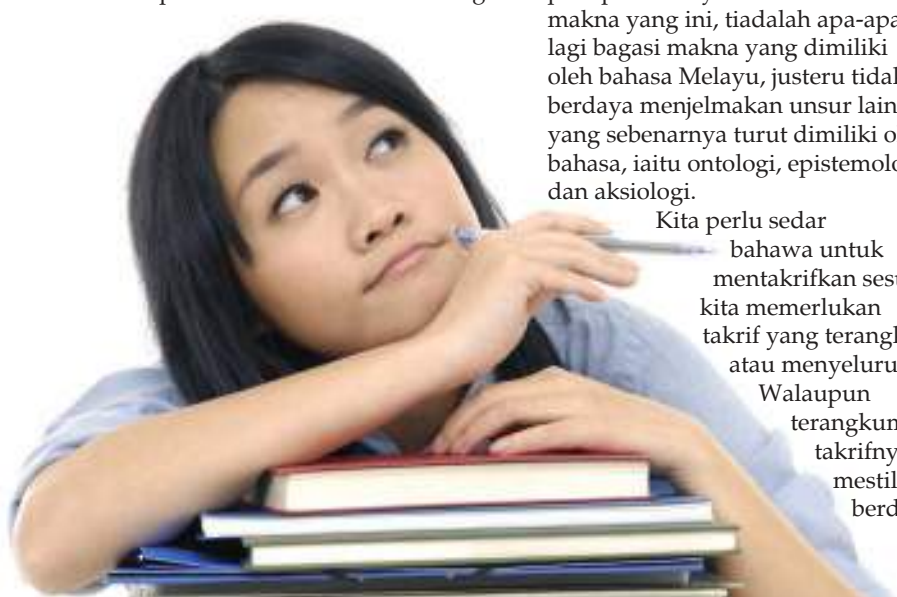 makna yang ini, tiadalah apa-apa
lagi bagasi makna yang dimiliki
oleh bahasa Melayu, justeru
berdaya menjelmakan unsur lain
yang sebenarnya turut dimiliki
bahasa, iaitu ontologi,
dan aksiologi.
Kita perlu sedar
bahawa untuk
mentakrifkan
kita memerlukan
takrif yang
atau
Walaupun